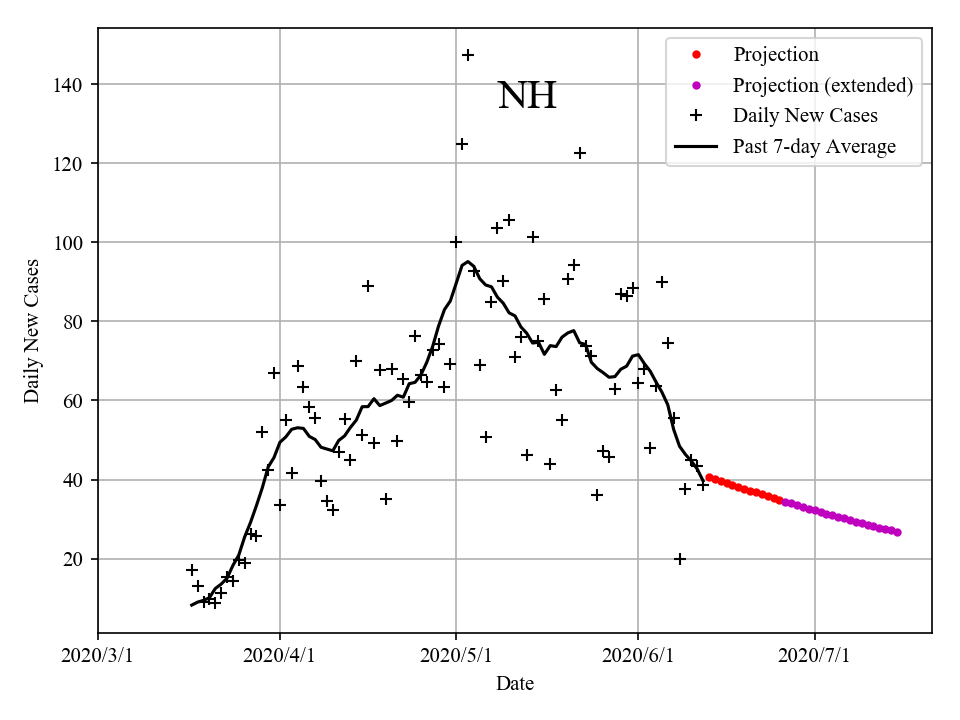 NH
Projection
Projection (extended)
Daily New Cases
Past 7-day Average
Daily New Cases
140
120
100
80
60
40
20
2020/3/1
2020/4/1
2020/5/1
2020/6/1
2020/7/1
Date